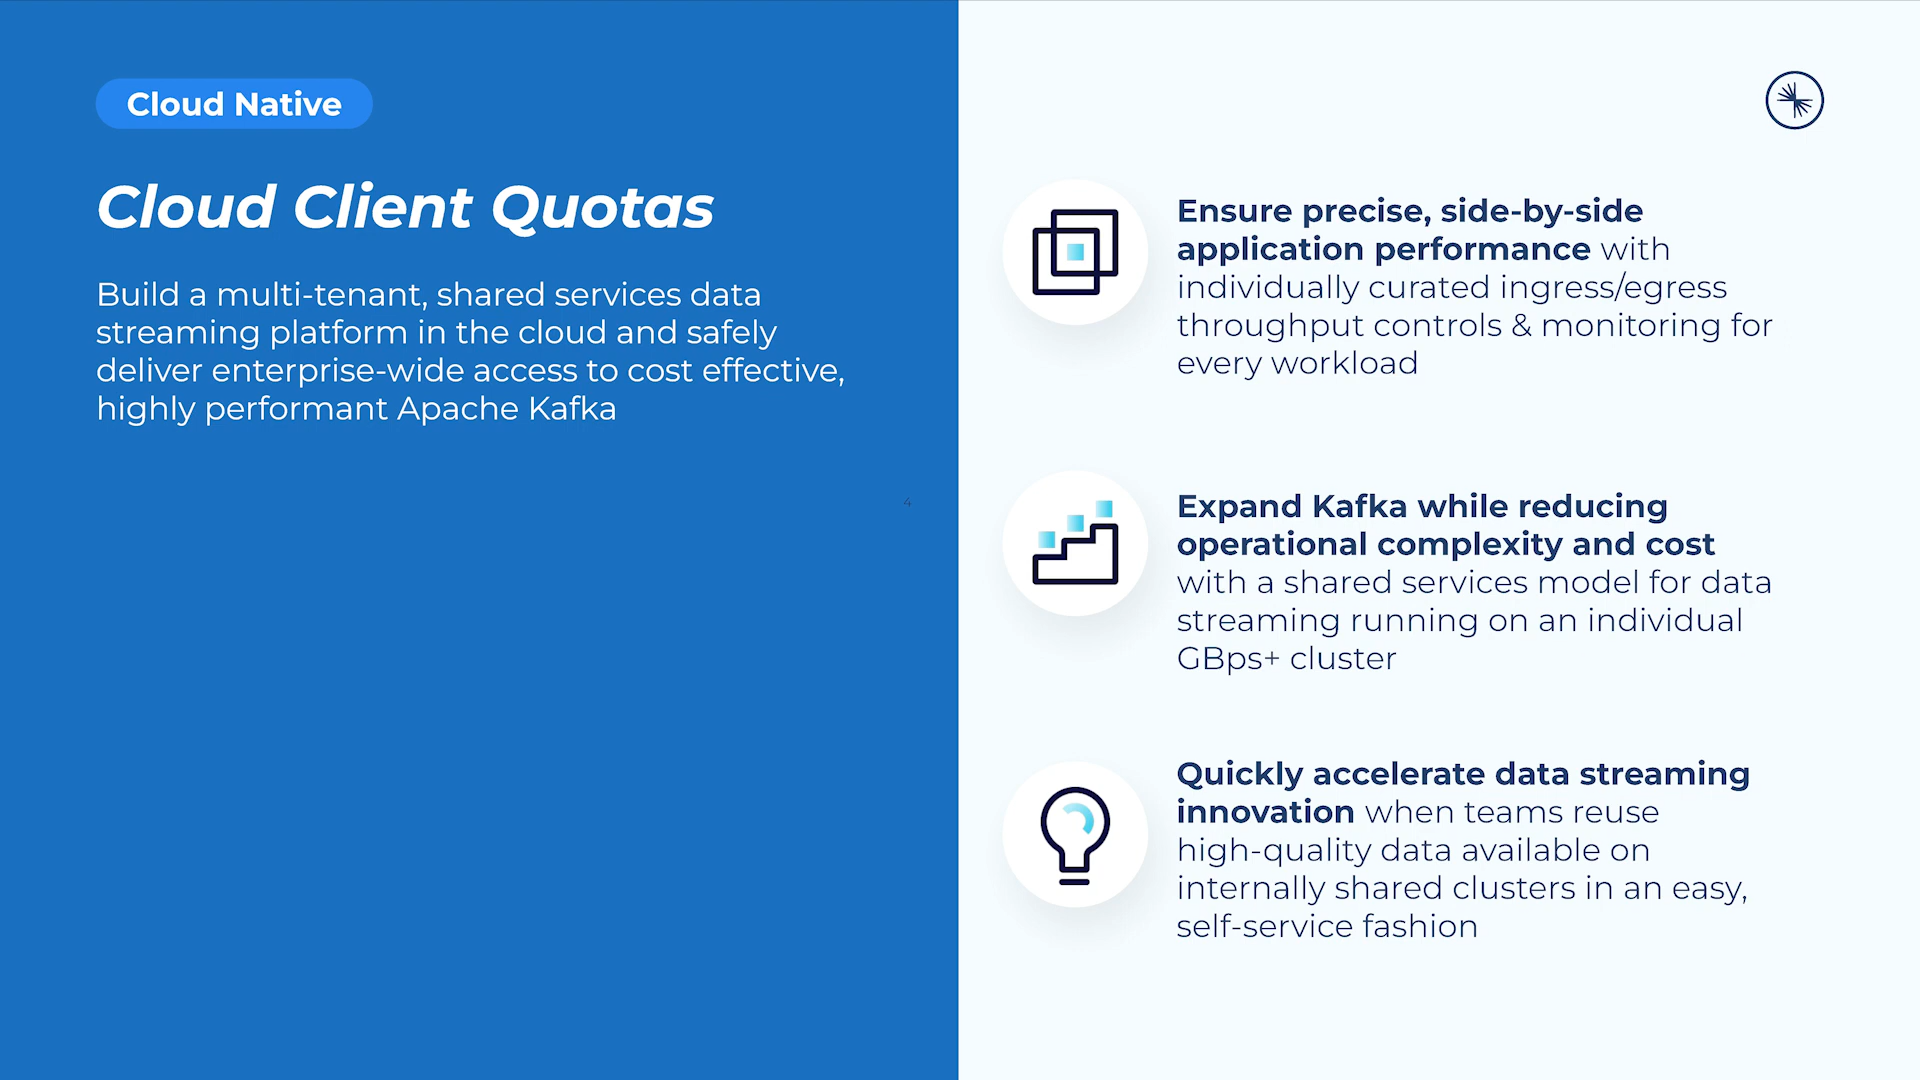 Cloud Native
Cloud Client Quotas
Build a multi-tenant, shared services data
streaming platform in the cloud and safely
deliver enterprise-wide access to cost effective,
highly performant Apache Kafka
4
Ensure precise, side-by-side
application performance with
individually curated ingress/egress
throughput controls & monitoring for
every workload
Expand Kafka while reducing
operational complexity and cost
with a shared services model for data
streaming running on an individual
GBps+ cluster
Quickly accelerate data streaming
innovation when teams reuse
high-quality data available on
internally shared clusters in an easy,
self-service fashion